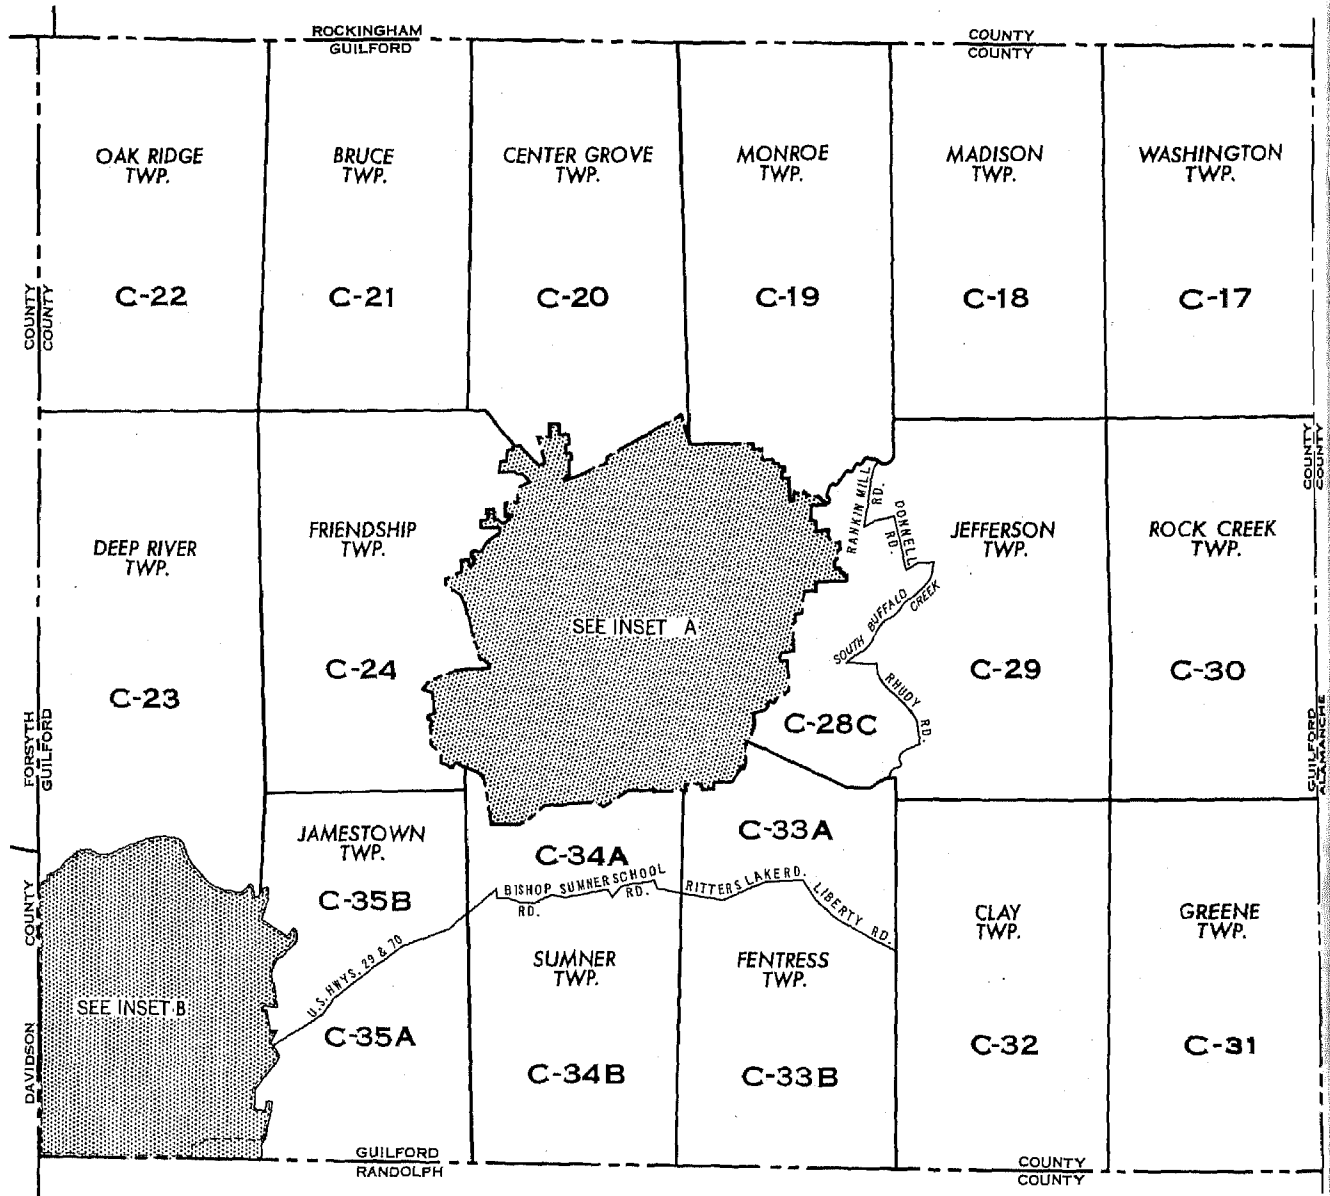 ROCKINGHAM
GUILFORD
COUNTY
COUNTY
OAK RIDGE
TWP.
BRUCE
TWP.
CENTER GROVE
TWP.
MONROE
TWP.
MADISON
TWP.
WASHINGTON
TWP.
C-22
C-21
C-20
C-19
C-18
C-17
COUNTY
COUNTY
COUNTY
COUNTY
RANKIN MILL
RD.
DONNELL
RD.
DEEP RIVER
TWP.
FRIENDSHIP
TWP.
JEFFERSON
TWP.
ROCK CREEK
TWP.
SEE INSET A
SOUTH BUFFALO
CREEK
C-23
C-24
C-29
C-30
RHUDY RD.
C-28C
FORSYTH
GUILFORD
GUILFORD
ALAMANCHE
JAMESTOWN
TWP.
C-33A
C-34A
C-35B
BISHOP SUMNER SCHOOL
RD.
RD.
RITTERS LAKE RD.
LIBERTY RD.
CLAY
TWP.
GREENE
TWP.
COUNTY
U.S. HWYS. 29 & 70
SUMNER
TWP.
FENTRESS
TWP.
SEE INSET B
C-35A
C-34B
C-33B
C-32
C-31
DAVIDSON
GUILFORD
RANDOLPH
COUNTY
COUNTY